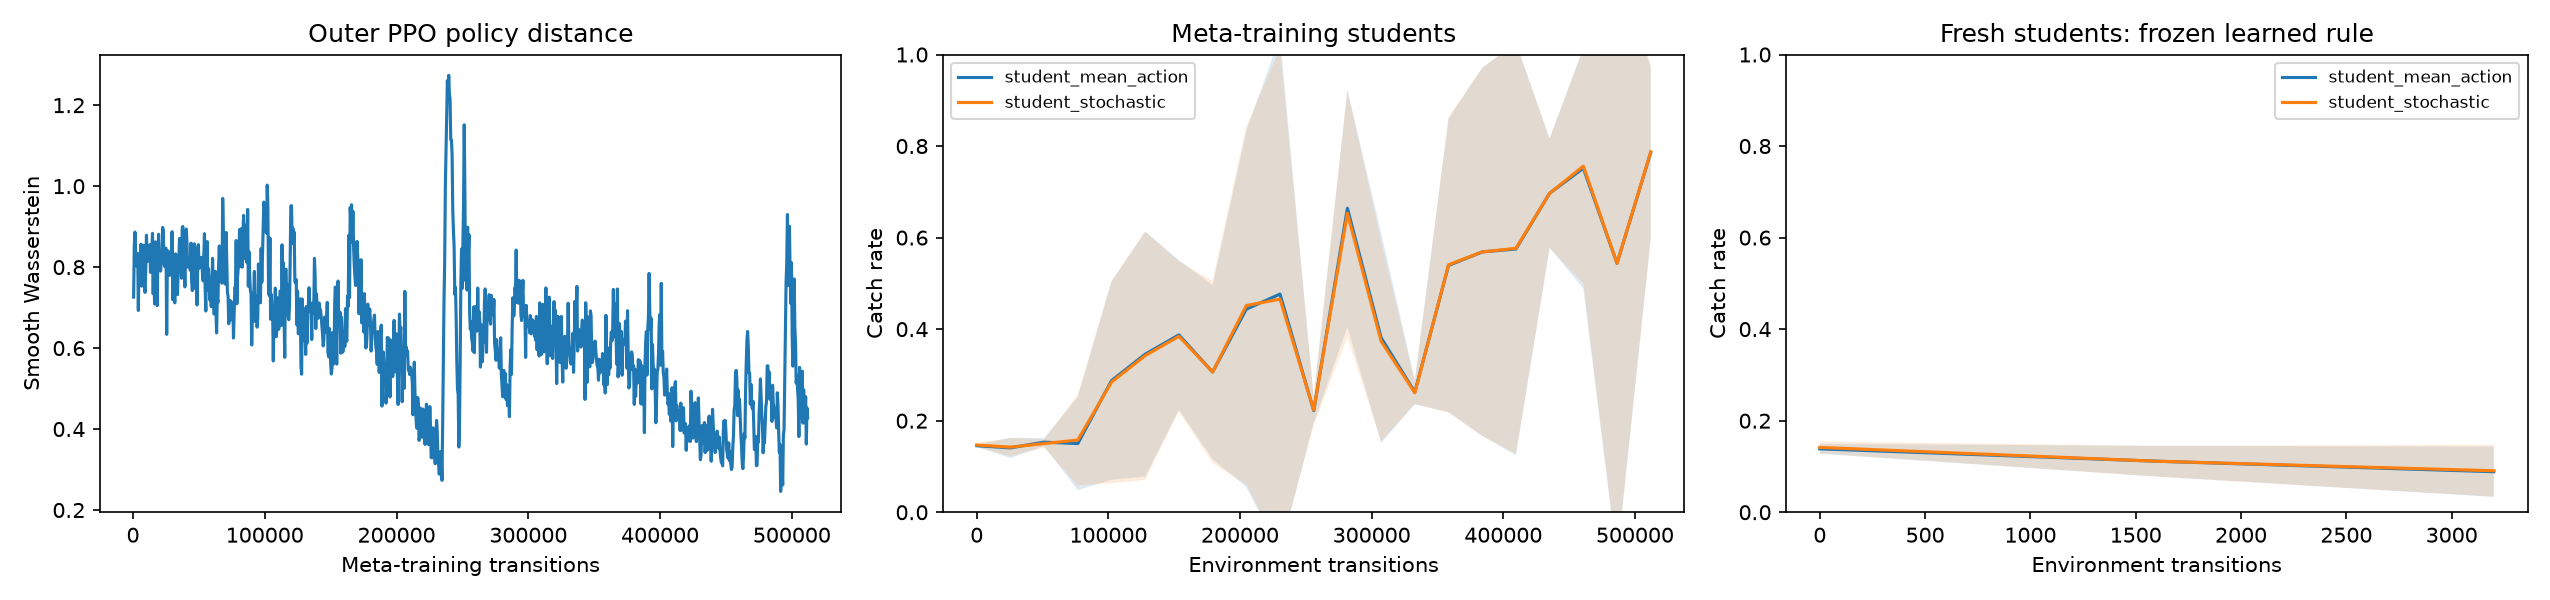 Outer PPO policy distance
Smooth Wasserstein
1.2
1.0
0.8
0.6
0.4
0.2
0
100000
200000
300000
400000
500000
Meta-training transitions
Meta-training students
student_mean_action
student_stochastic
Catch rate
1.0
0.8
0.6
0.4
0.2
0.0
0
100000
200000
300000
400000
500000
Environment transitions
Fresh students: frozen learned rule
student_mean_action
student_stochastic
Catch rate
1.0
0.8
0.6
0.4
0.2
0.0
0
500
1000
1500
2000
2500
3000
Environment transitions